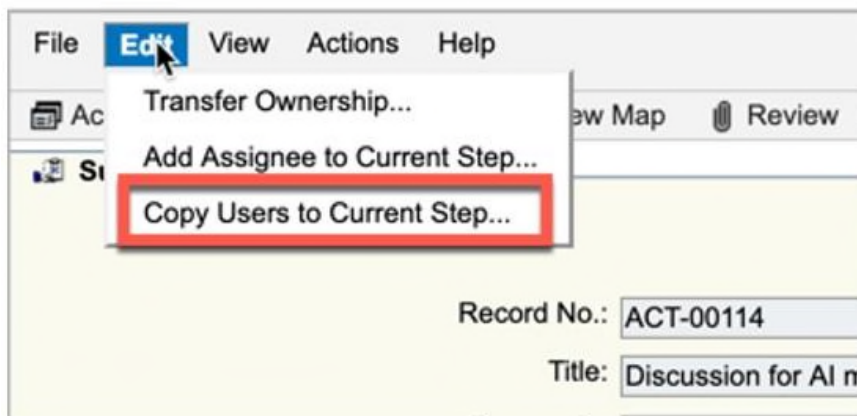 File Edit View Actions Help
Transfer Ownership...
Map Review
Add Assignee to Current Step...
Copy Users to Current Step...
Record No.: ACT-00114
Title: Discussion for AI